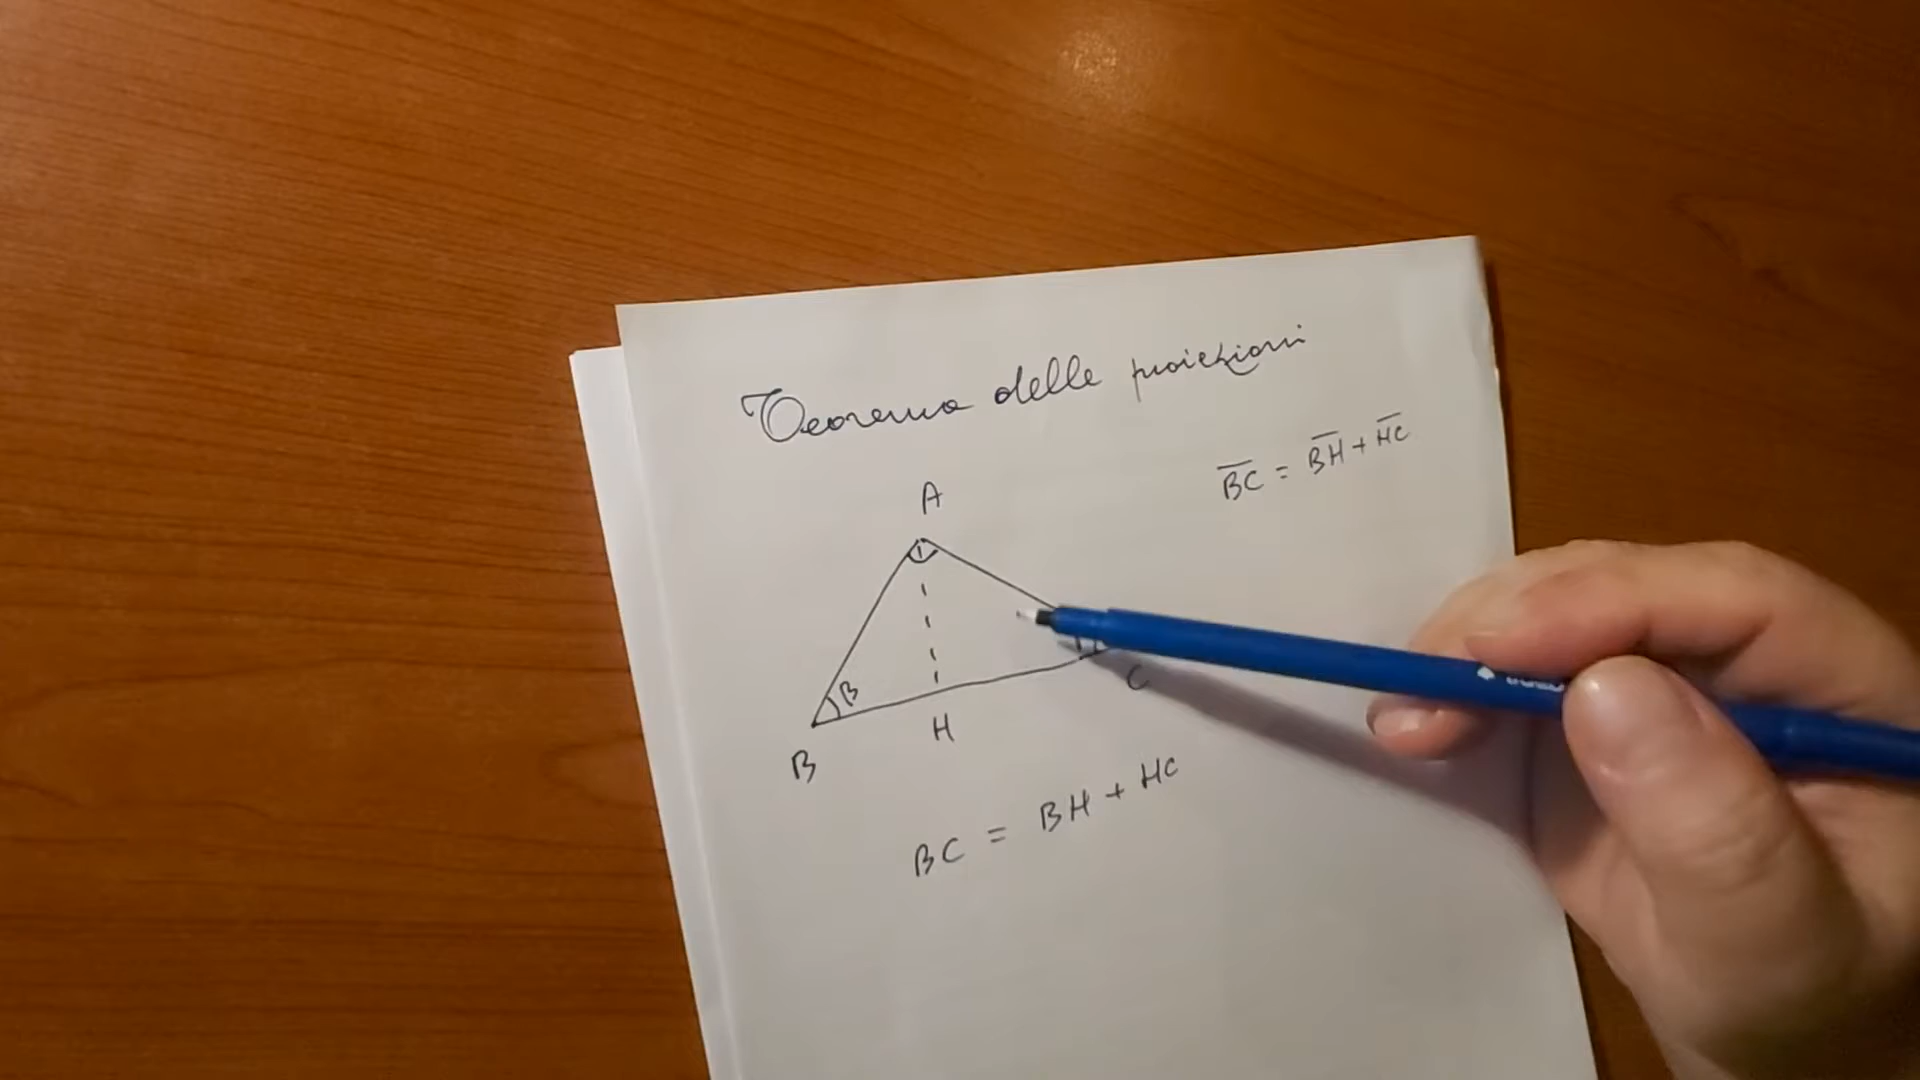 Teorema delle proiezioni
BC = BH + HC
A
B
B
H
C
BC = BH + HC